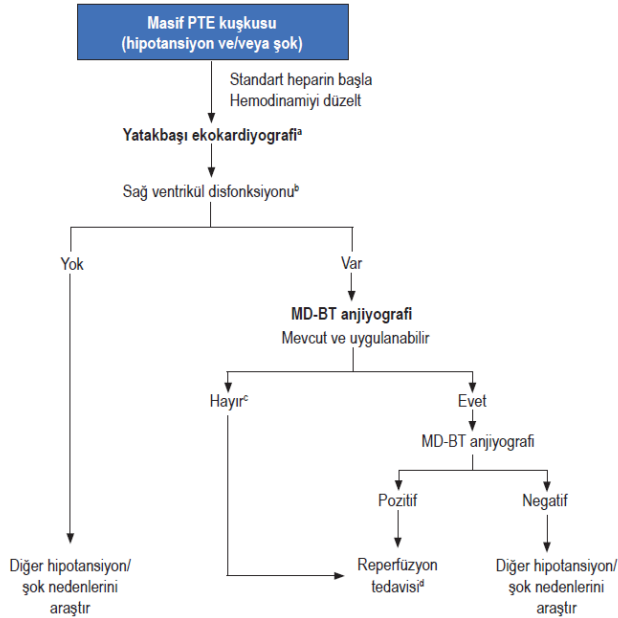 Masif PTE kuşkusu
(hipotansiyon ve/veya şok)
Standart heparin başla
Hemodinamiyi düzelt
Yatakbaşı ekokardiyografiᵃ
Sağ ventrikül disfonksiyonuᵇ
Yok
Var
MD-BT anjiyografi
Mevcut ve uygulanabilir
Hayırᶜ
Evet
MD-BT anjiyografi
Pozitif
Negatif
Diğer hipotansiyon/
şok nedenlerini
araştır
Reperfüzyon
tedavisiᵈ
Diğer hipotansiyon/
şok nedenlerini
araştır